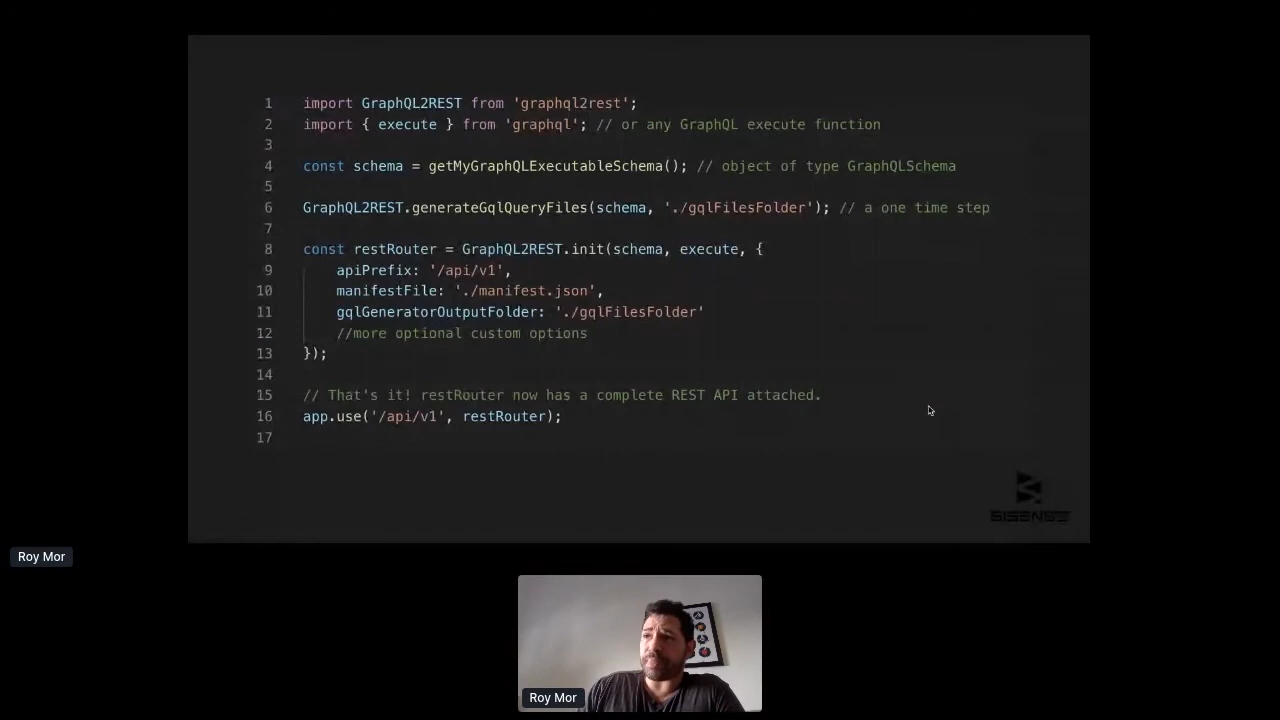 1 import GraphQL2REST from 'graphql2rest';
2 import { execute } from 'graphql'; // or any GraphQL execute function
3
4 const schema = getMyGraphQLExecutableSchema(); // object of type GraphQLSchema
5
6 GraphQL2REST.generateGqlQueryFiles(schema, './gqlFilesFolder'); // a one time step
7
8 const restRouter = GraphQL2REST.init(schema, execute, {
9 apiPrefix: '/api/v1',
10 manifestFile: './manifest.json',
11 gqlGeneratorOutputFolder: './gqlFilesFolder'
12 //more optional custom options
13 });
14
15 // That's it! restRouter now has a complete REST API attached.
16 app.use('/api/v1', restRouter);
17
SISENSE
Roy Mor
Roy Mor